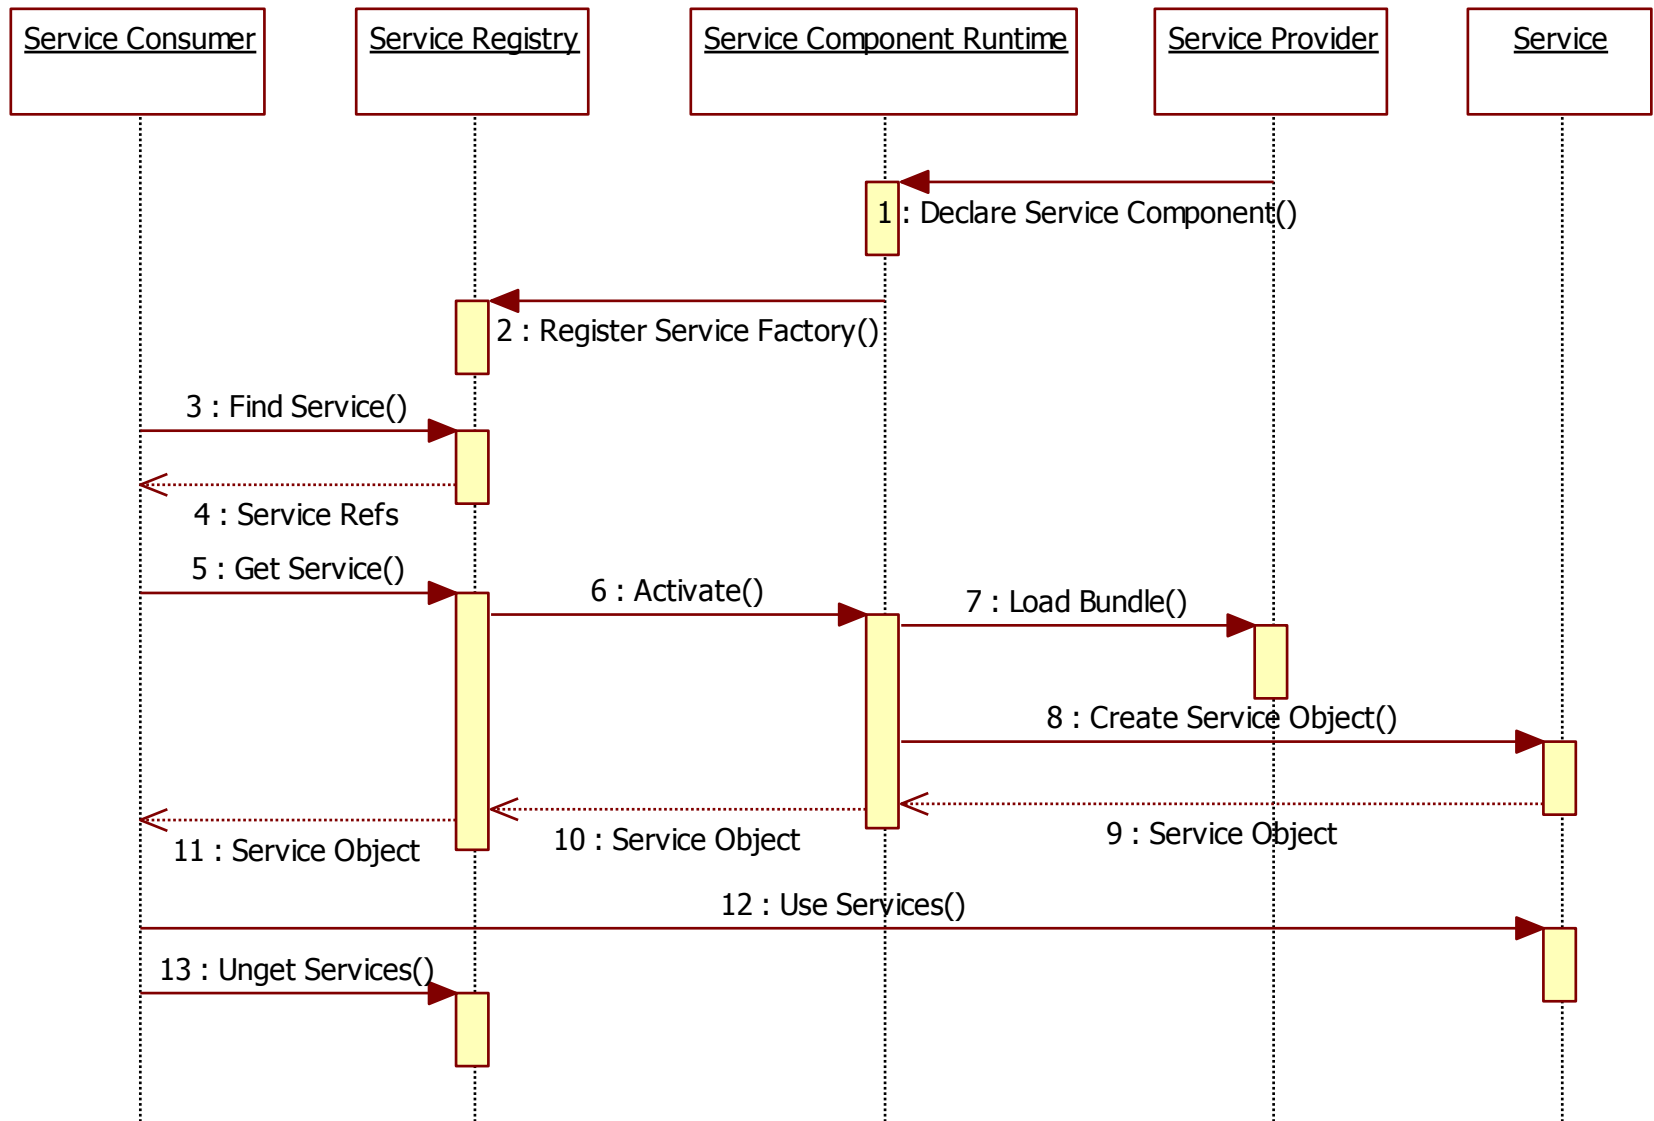 Service Consumer
Service Registry
Service Component Runtime
Service Provider
Service
1 : Declare Service Component()
2 : Register Service Factory()
3 : Find Service()
4 : Service Refs
5 : Get Service()
6 : Activate()
7 : Load Bundle()
8 : Create Service Object()
9 : Service Object
10 : Service Object
11 : Service Object
12 : Use Services()
13 : Unget Services()